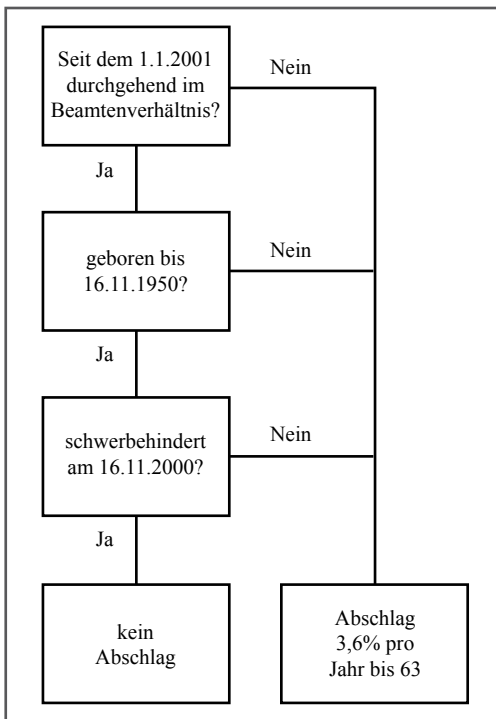 Seit dem 1.1.2001
durchgehend im
Beamtenverhältnis?
Nein
Ja
geboren bis
16.11.1950?
Nein
Ja
schwerbehindert
am 16.11.2000?
Nein
Ja
kein
Abschlag
Abschlag
3,6% pro
Jahr bis 63